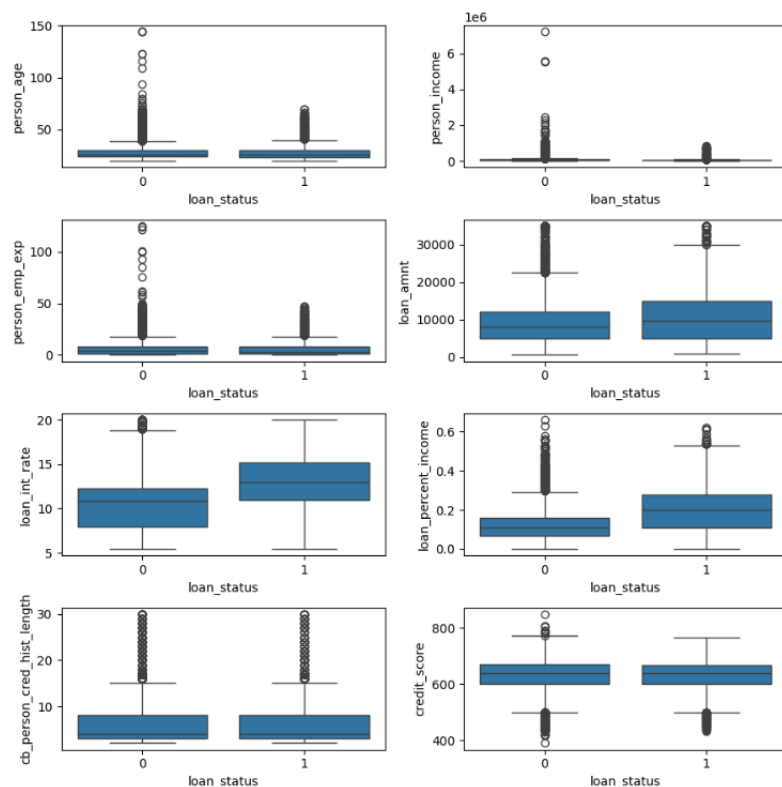 150
100
50
person_age
0
1
loan_status
1e6
6
4
2
0
person_income
0
1
loan_status
100
50
0
person_emp_exp
0
1
loan_status
30000
20000
10000
0
loan_amnt
0
1
loan_status
20
15
10
5
loan_int_rate
0
1
loan_status
0.6
0.4
0.2
0.0
loan_percent_income
0
1
loan_status
30
20
10
cb_person_cred_hist_length
0
1
loan_status
800
600
400
credit_score
0
1
loan_status